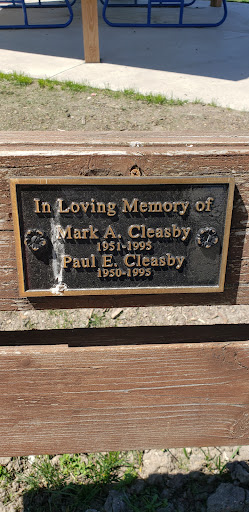 In Loving Memory of
Mark A. Cleasby
1951-1995
Paul E. Cleasby
1950-1995